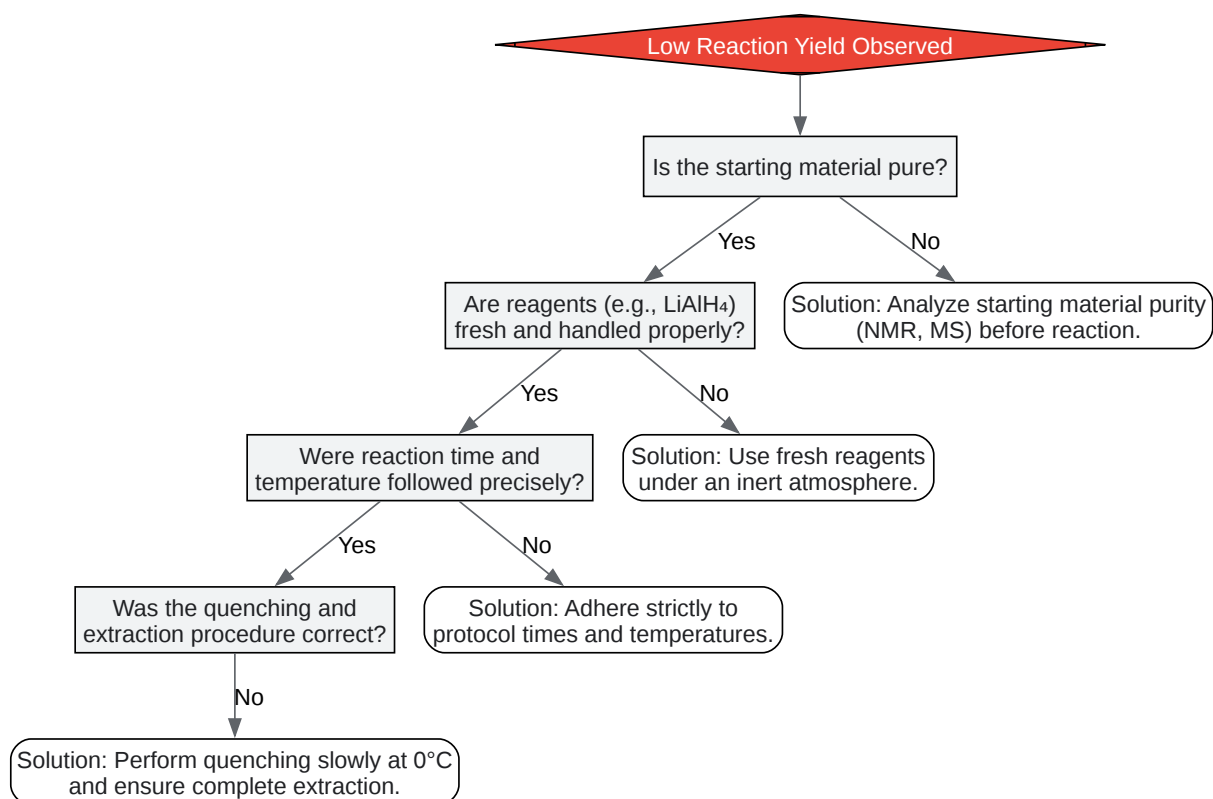 Low Reaction Yield Observed
Is the starting material pure?
Yes
No
Are reagents (e.g., LiAlH₄)
fresh and handled properly?
Solution: Analyze starting material purity
(NMR, MS) before reaction.
Yes
No
Were reaction time and
temperature followed precisely?
Solution: Use fresh reagents
under an inert atmosphere.
Yes
No
Was the quenching and
extraction procedure correct?
Solution: Adhere strictly to
protocol times and temperatures.
No
Solution: Perform quenching slowly at 0°C
and ensure complete extraction.